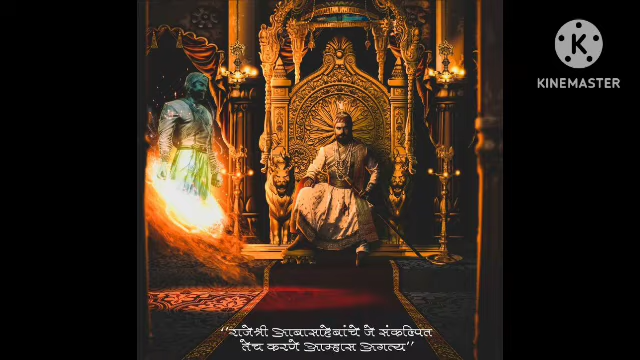 K
KINEMASTER
“राजेश्री आबासाहेबांचे जे संकल्पित
तेच करणे आम्हास अगत्य”